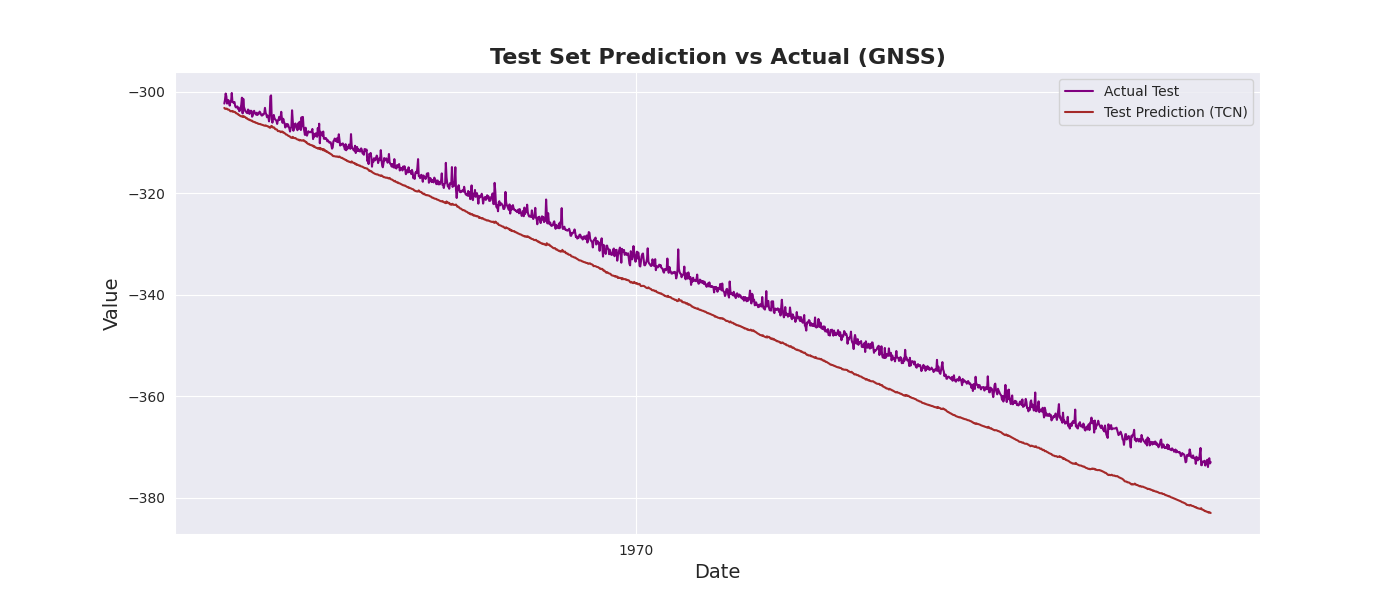 Test Set Prediction vs Actual (GNSS)
Actual Test
Test Prediction (TCN)
Value
−300
−320
−340
−360
−380
1970
Date